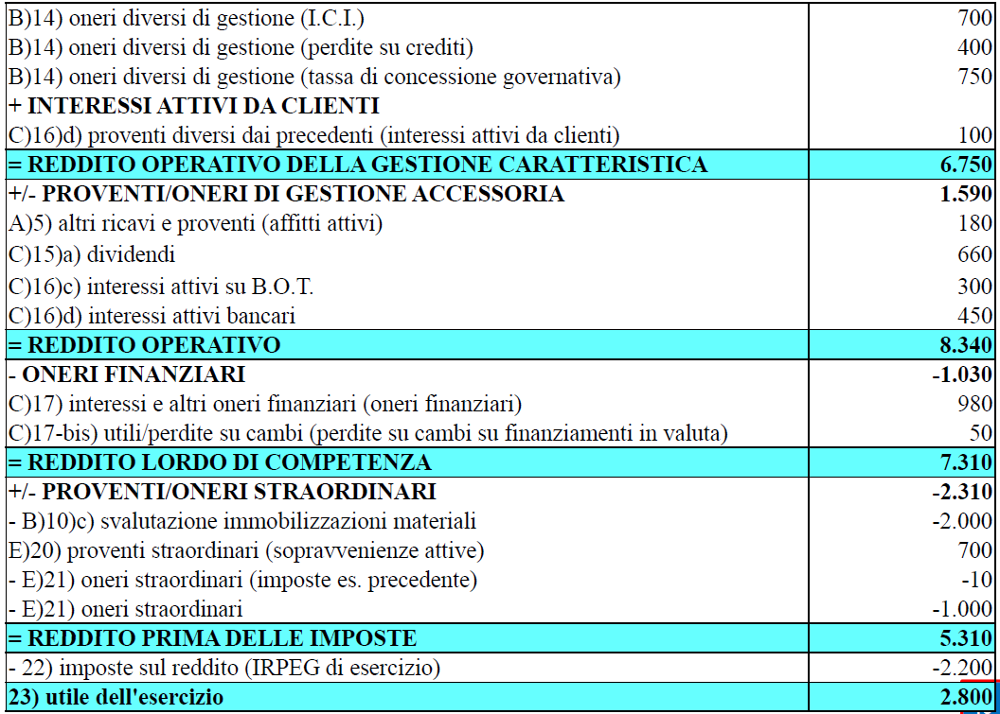 B)14) oneri diversi di gestione (I.C.I.) 700
B)14) oneri diversi di gestione (perdite su crediti) 400
B)14) oneri diversi di gestione (tassa di concessione governativa) 750
+ INTERESSI ATTIVI DA CLIENTI
C)16)d) proventi diversi dai precedenti (interessi attivi da clienti) 100
= REDDITO OPERATIVO DELLA GESTIONE CARATTERISTICA 6.750
+/- PROVENTI/ONERI DI GESTIONE ACCESSORIA 1.590
A)5) altri ricavi e proventi (affitti attivi) 180
C)15)a) dividendi 660
C)16)c) interessi attivi su B.O.T. 300
C)16)d) interessi attivi bancari 450
= REDDITO OPERATIVO 8.340
- ONERI FINANZIARI -1.030
C)17) interessi e altri oneri finanziari (oneri finanziari) 980
C)17-bis) utili/perdite su cambi (perdite su cambi su finanziamenti in valuta) 50
= REDDITO LORDO DI COMPETENZA 7.310
+/- PROVENTI/ONERI STRAORDINARI -2.310
- B)10)c) svalutazione immobilizzazioni materiali -2.000
E)20) proventi straordinari (sopravvenienze attive) 700
- E)21) oneri straordinari (imposte es. precedente) -10
- E)21) oneri straordinari -1.000
= REDDITO PRIMA DELLE IMPOSTE 5.310
- 22) imposte sul reddito (IRPEG di esercizio) -2.200
23) utile dell'esercizio 2.800